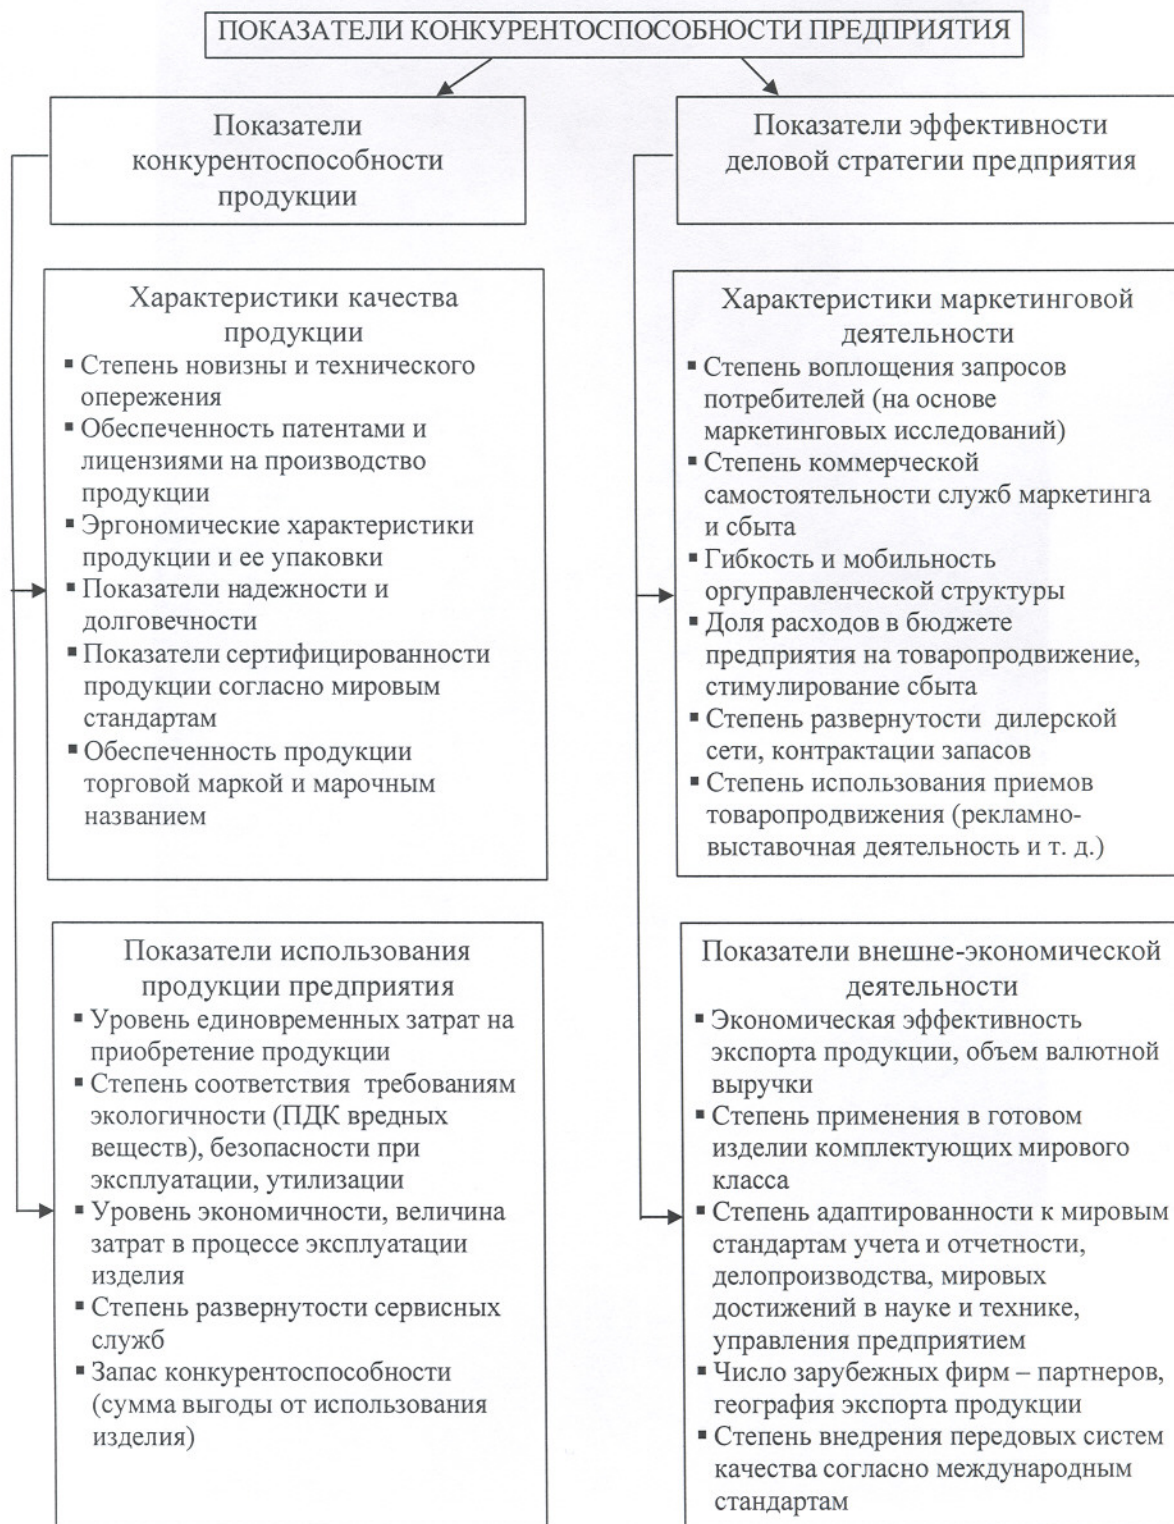 ПОКАЗАТЕЛИ КОНКУРЕНТОСПОСОБНОСТИ ПРЕДПРИЯТИЯ
Показатели
конкурентоспособности
продукции
Показатели эффективности
деловой стратегии предприятия
Характеристики качества
продукции
▪ Степень новизны и технического
опережения
▪ Обеспеченность патентами и
лицензиями на производство
продукции
▪ Эргономические характеристики
продукции и ее упаковки
▪ Показатели надежности и
долговечности
▪ Показатели сертифицированности
продукции согласно мировым
стандартам
▪ Обеспеченность продукции
торговой маркой и марочным
названием
Характеристики маркетинговой
деятельности
▪ Степень воплощения запросов
потребителей (на основе
маркетинговых исследований)
▪ Степень коммерческой
самостоятельности служб маркетинга
и сбыта
▪ Гибкость и мобильность
оргуправленческой структуры
▪ Доля расходов в бюджете
предприятия на товаропродвижение,
стимулирование сбыта
▪ Степень развернутости дилерской
сети, контрактации запасов
▪ Степень использования приемов
товаропродвижения (рекламно-
выставочная деятельность и т. д.)
Показатели использования
продукции предприятия
▪ Уровень единовременных затрат на
приобретение продукции
▪ Степень соответствия требованиям
экологичности (ПДК вредных
веществ), безопасности при
эксплуатации, утилизации
▪ Уровень экономичности, величина
затрат в процессе эксплуатации
изделия
▪ Степень развернутости сервисных
служб
▪ Запас конкурентоспособности
(сумма выгоды от использования
изделия)
Показатели внешне-экономической
деятельности
▪ Экономическая эффективность
экспорта продукции, объем валютной
выручки
▪ Степень применения в готовом
изделии комплектующих мирового
класса
▪ Степень адаптированности к мировым
стандартам учета и отчетности,
делопроизводства, мировых
достижений в науке и технике,
управления предприятием
▪ Число зарубежных фирм – партнеров,
география экспорта продукции
▪ Степень внедрения передовых систем
качества согласно международным
стандартам